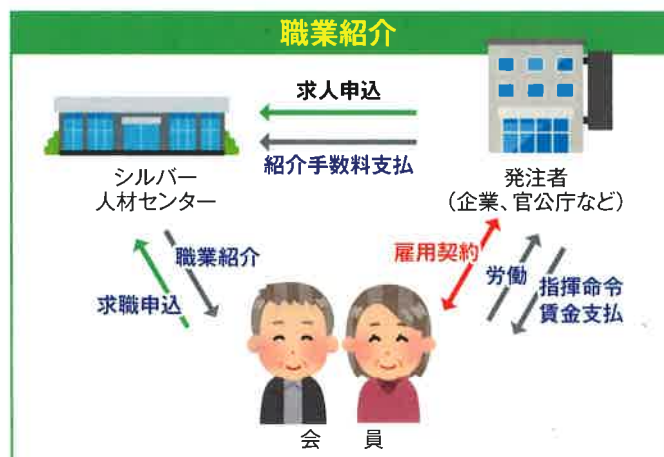 職業紹介
求人申込
紹介手数料支払
シルバー
人材センター
発注者
(企業、官公庁など)
職業紹介
求職申込
雇用契約
労働
指揮命令
賃金支払
会 員